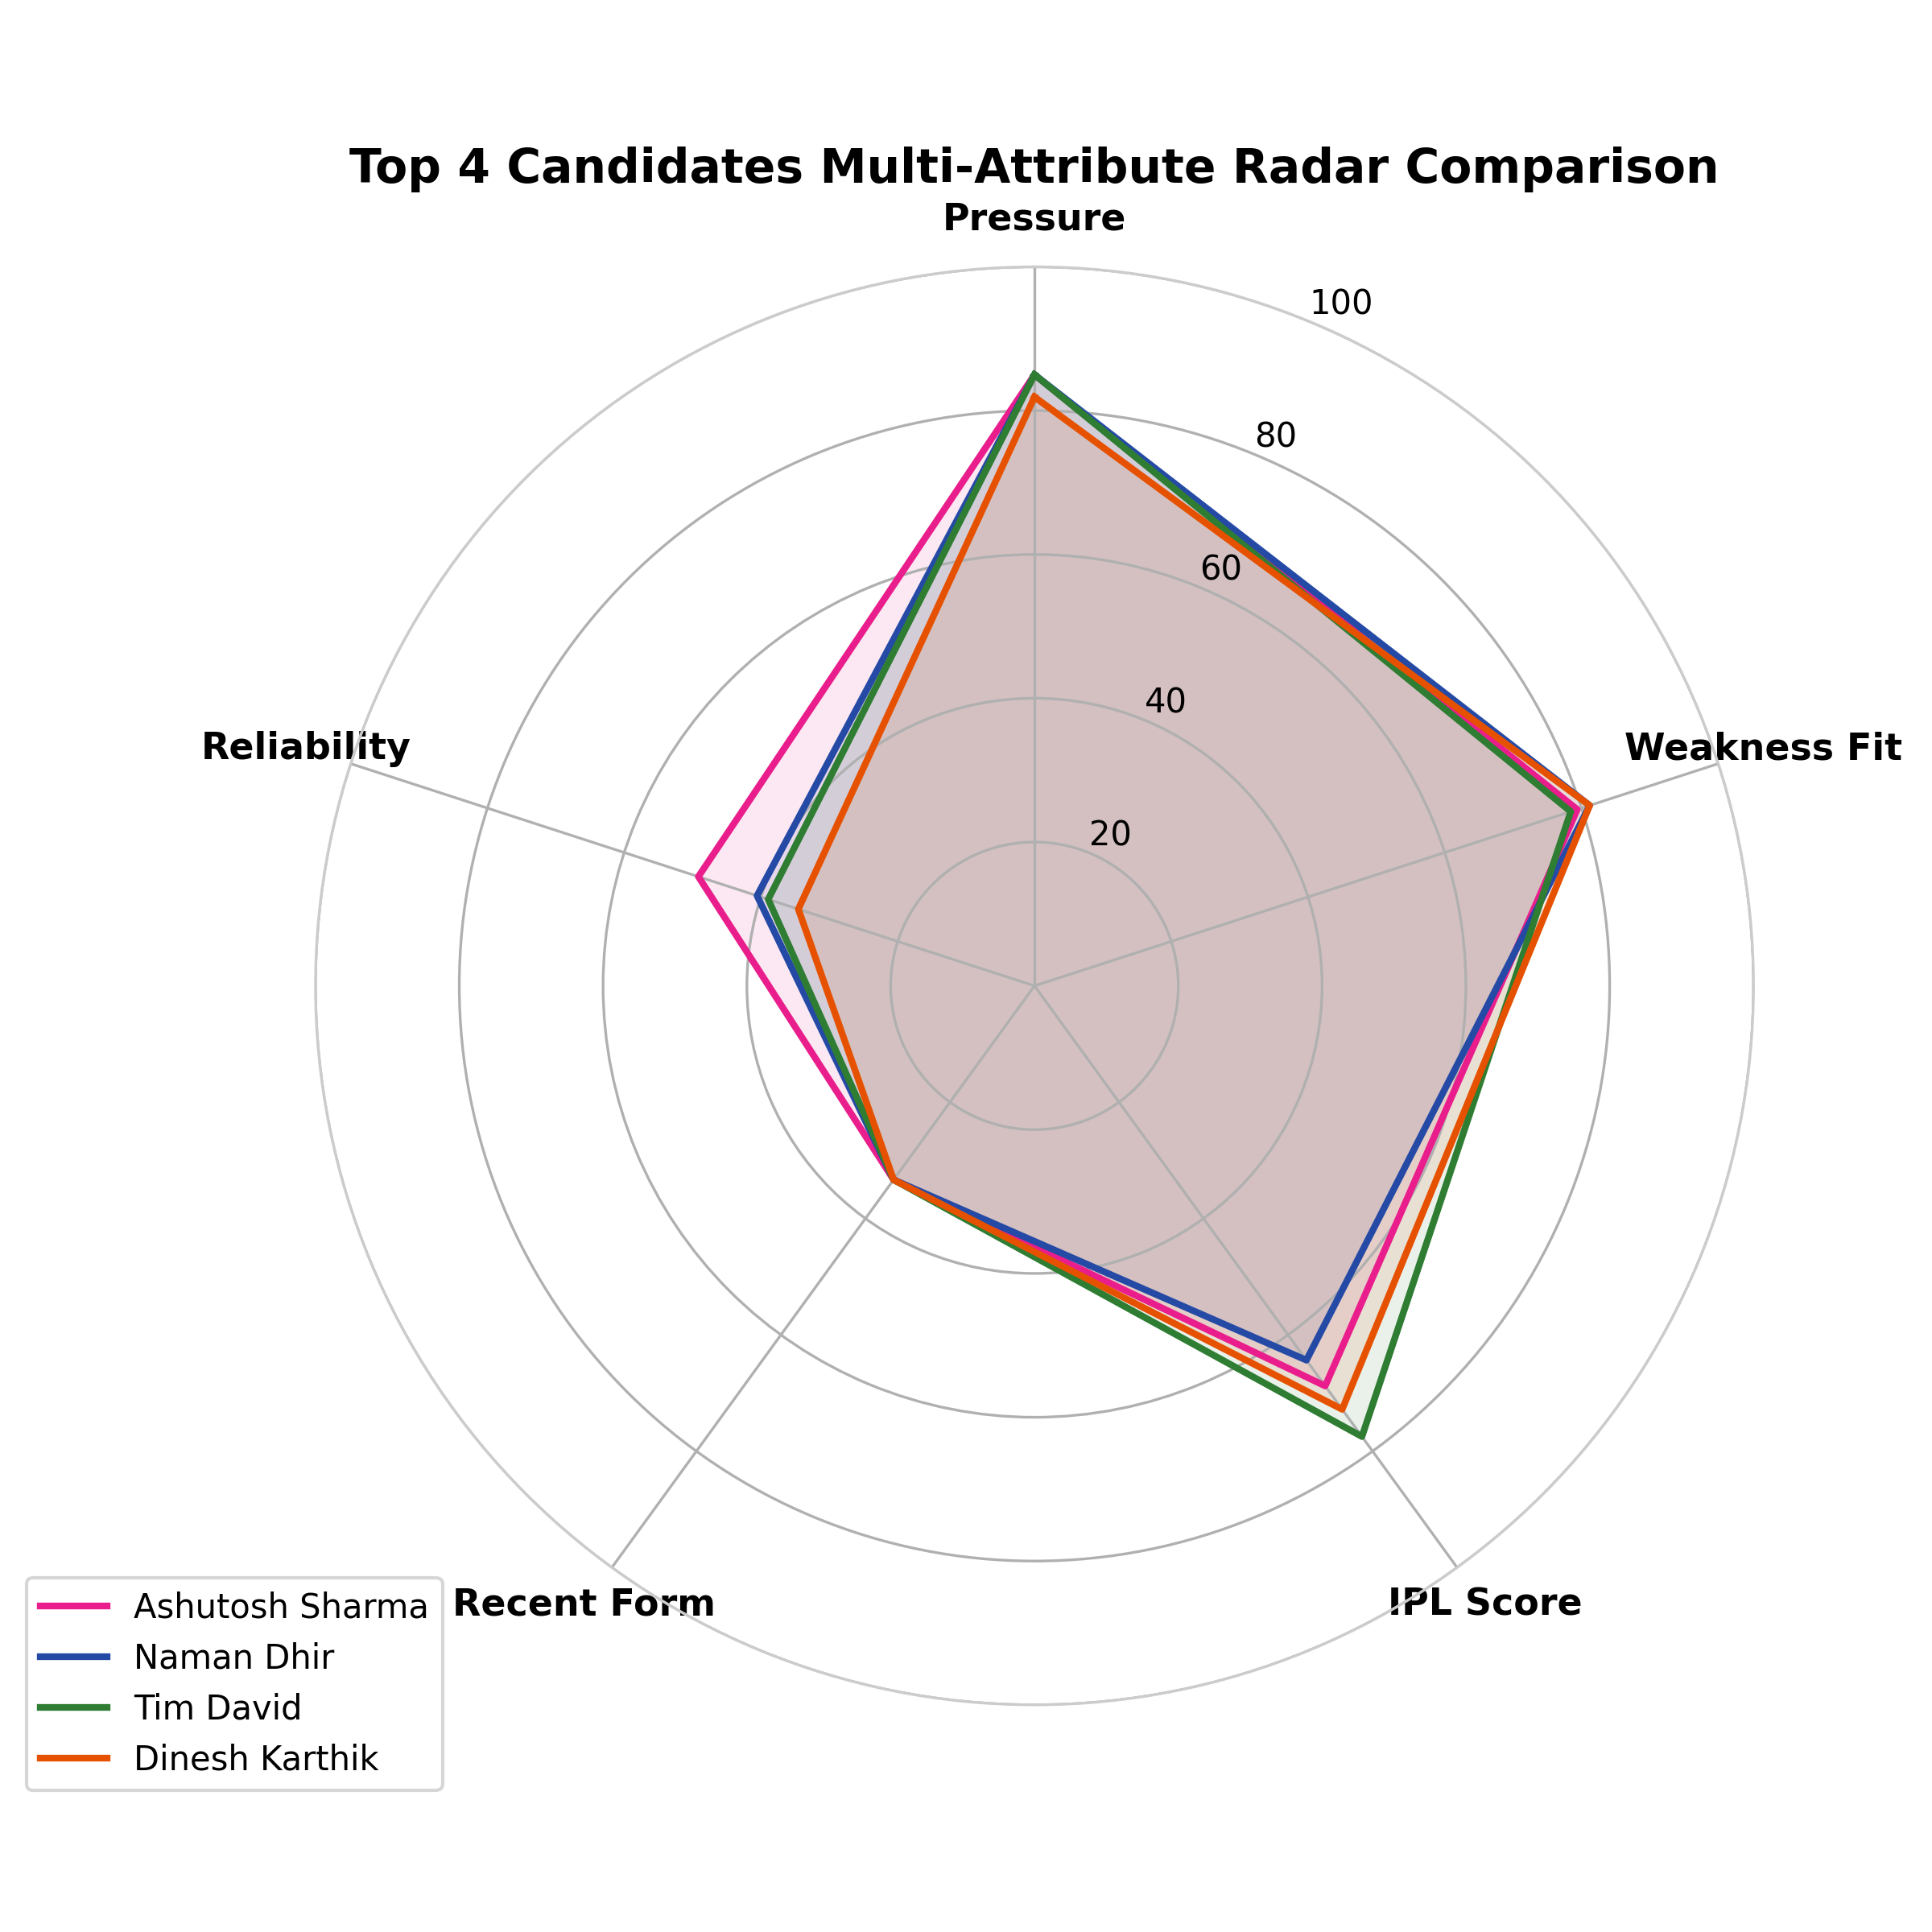 Top 4 Candidates Multi-Attribute Radar Comparison
Pressure
100
80
60
40
20
Reliability
Weakness Fit
Recent Form
IPL Score
Ashutosh Sharma
Naman Dhir
Tim David
Dinesh Karthik